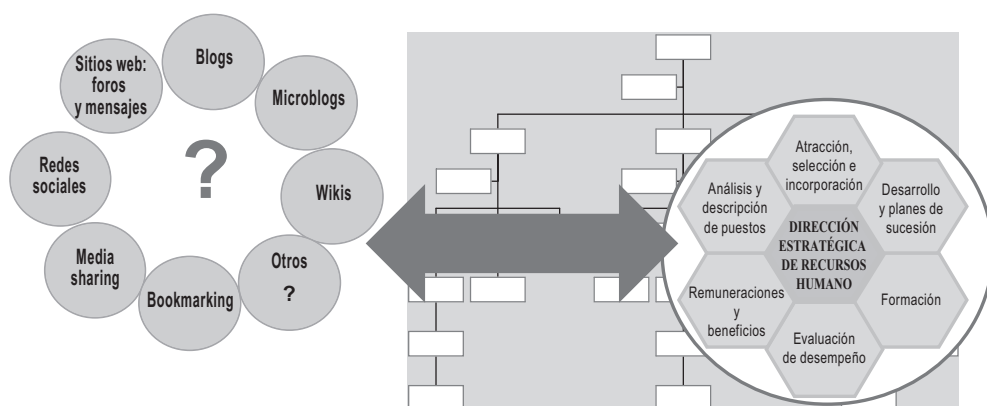 Blogs
Sitios web:
foros
y mensajes
Microblogs
?
Redes
sociales
Wikis
Media
sharing
Otros
?
Bookmarking
Atracción,
selección e
incorporación
Análisis y
descripción
de puestos
Desarrollo
y planes de
sucesión
DIRECCIÓN
ESTRATÉGICA
DE RECURSOS
HUMANO
Remuneraciones
y
beneficios
Formación
Evaluación
de desempeño